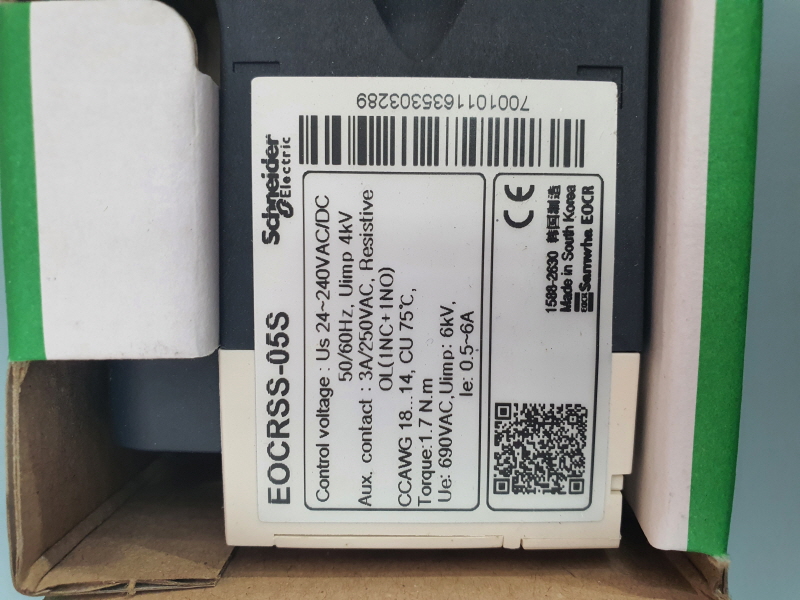 7001011635303289
Schneider
Electric
EOCRSS-05S
Control voltage : Us 24~240VAC/DC
50/60Hz, Uimp 4kV
Aux. contact : 3A/250VAC, Resistive
OL(1NC+1NO)
CCAWG 18...14, CU 75℃,
Torque:1.7 N.m
Ue: 690VAC,Uimp: 6kV,
Ie: 0.5~6A
CE
1588-2630 韩国制造
Made in South Korea
EOCR Samwha EOCR